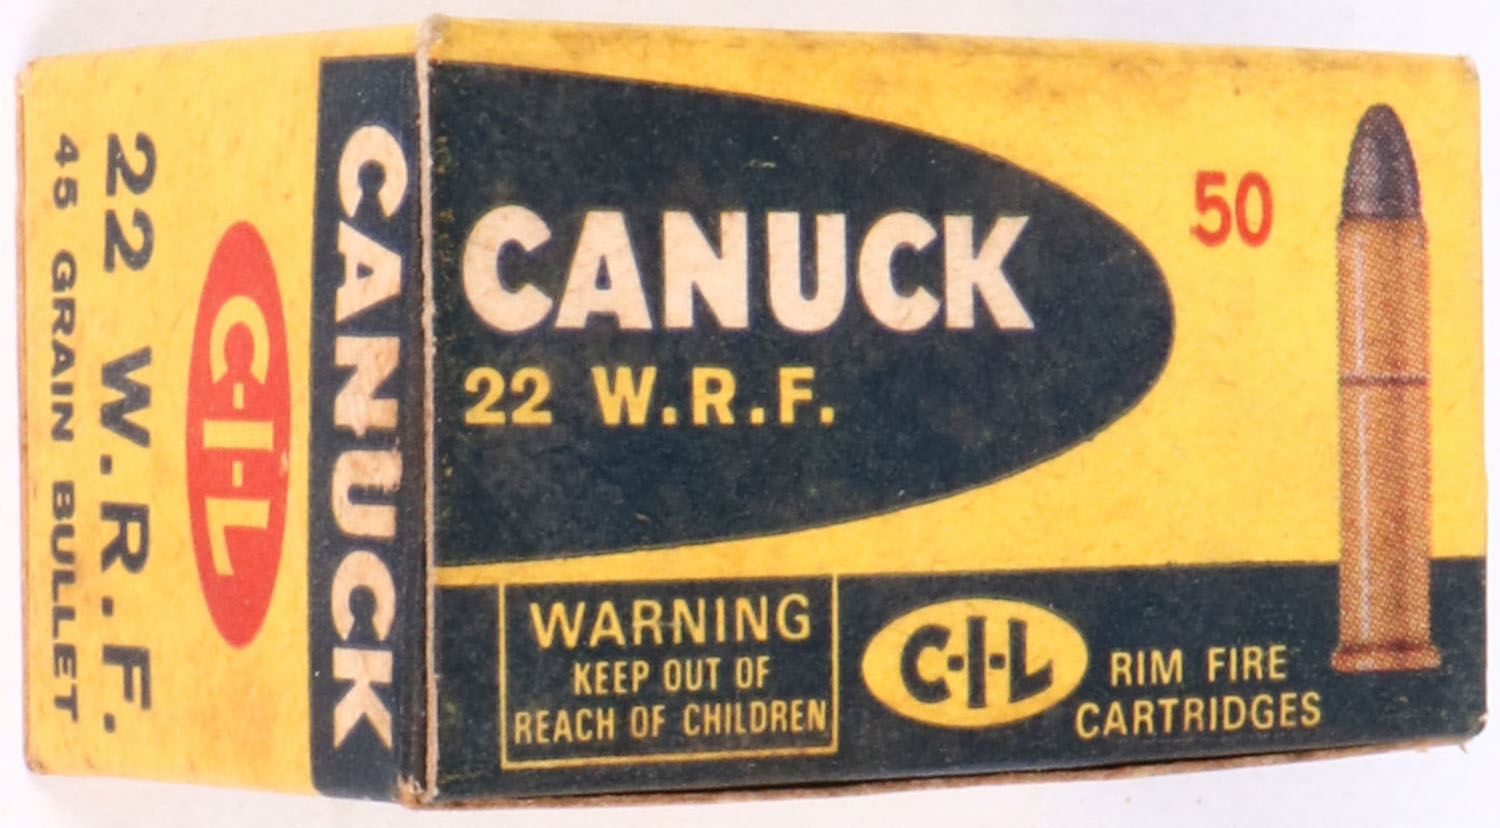 22 W.R.F.
45 GRAIN BULLET
C-I-L
CANUCK
CANUCK
22 W.R.F.
50
WARNING
KEEP OUT OF
REACH OF CHILDREN
C-I-L
RIM FIRE
CARTRIDGES